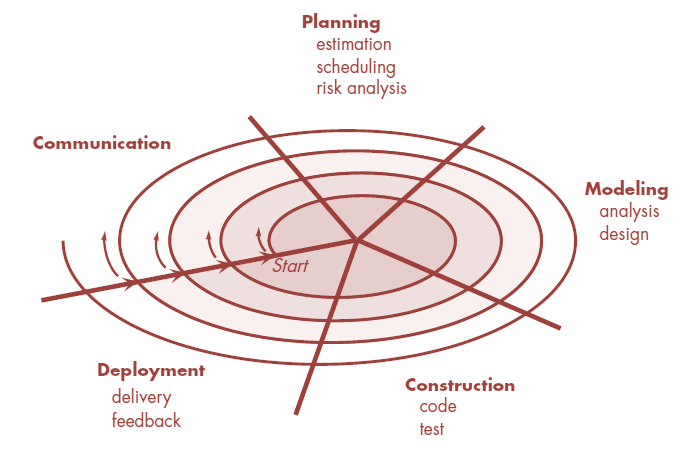 Planning
estimation
scheduling
risk analysis
Communication
Modeling
analysis
design
Start
Deployment
delivery
feedback
Construction
code
test